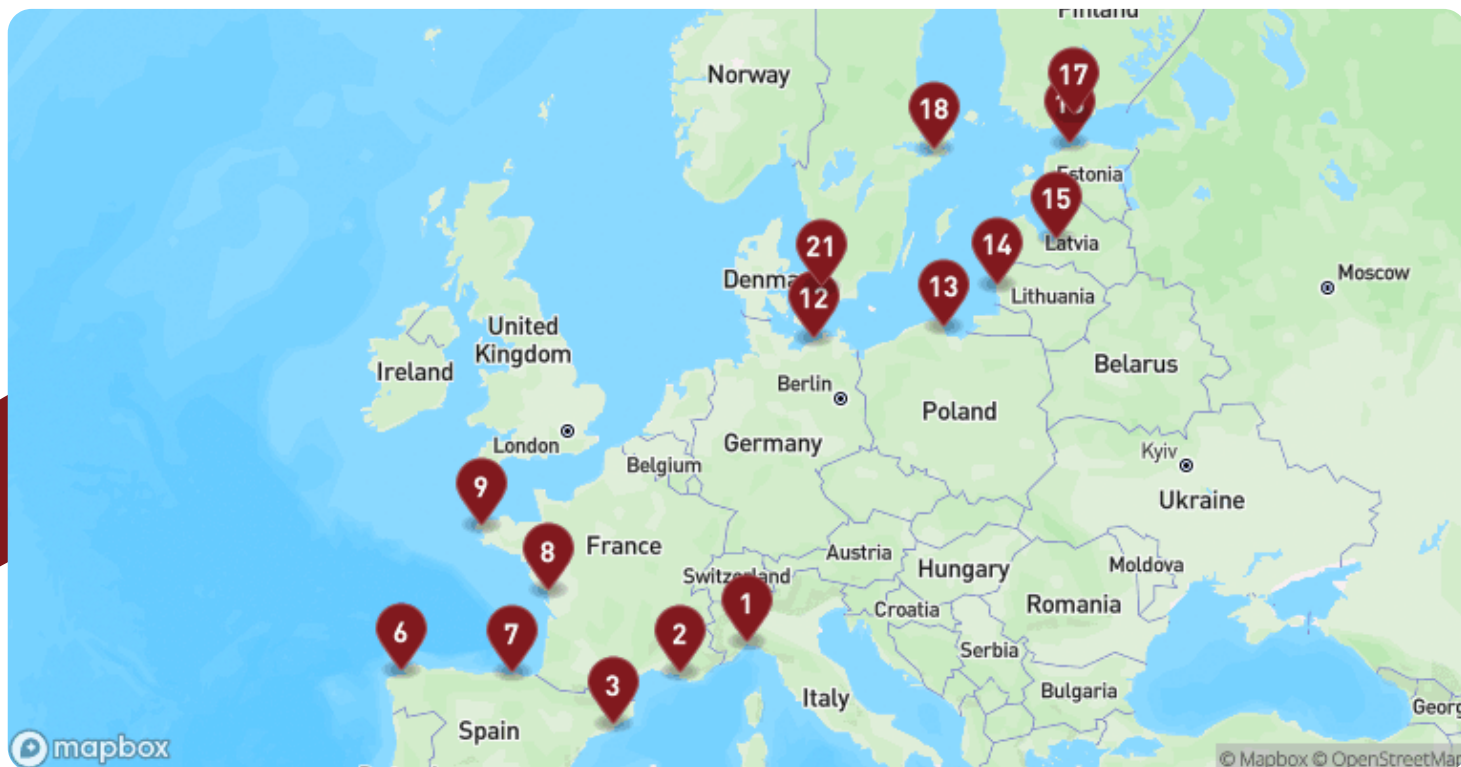 Finland
Norway
17
18
Estonia
15
14
Latvia
21
Moscow
Denma
13
12
Lithuania
United
Kingdom
Ireland
Belarus
Berlin
Poland
London
Germany
Kyiv
Belgium
9
Ukraine
8
France
Austria
Moldova
Switzerland
Hungary
1
Romania
Croatia
6
7
2
Serbia
3
Bulgaria
Italy
Georg
Spain
mapbox
© Mapbox © OpenStreetMap